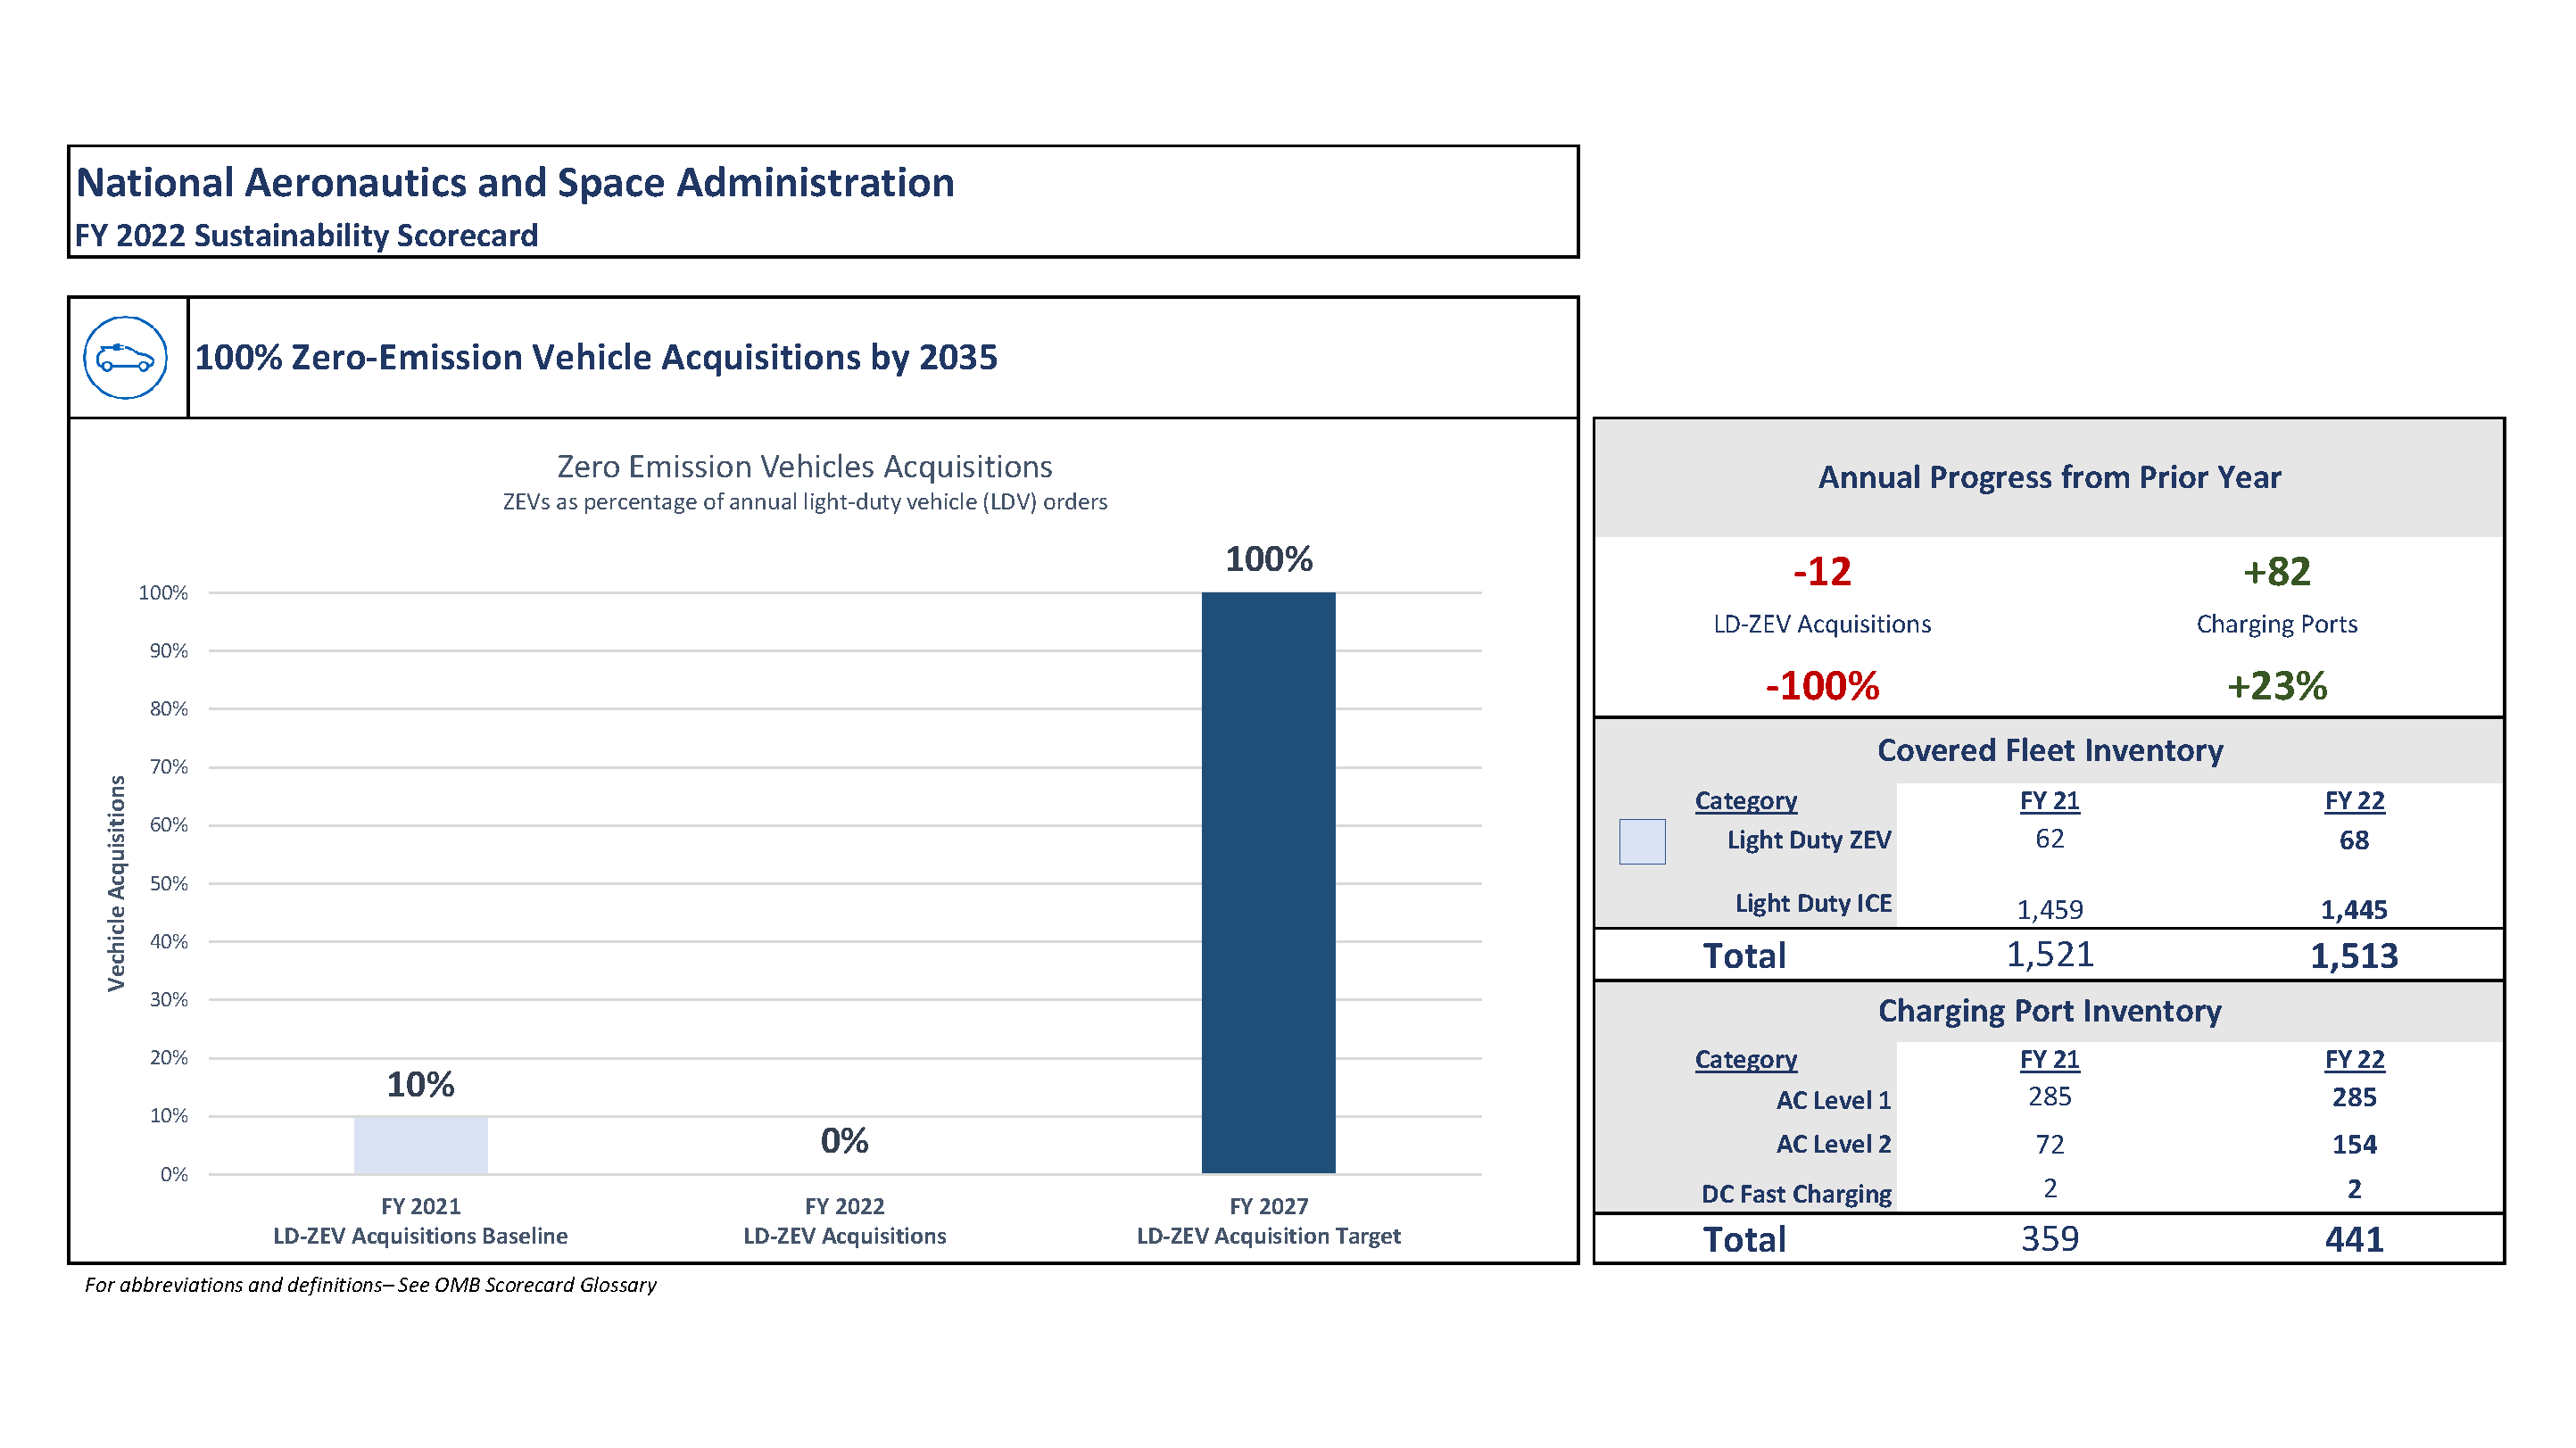 National Aeronautics and Space Administration
FY 2022 Sustainability Scorecard
100% Zero-Emission Vehicle Acquisitions by 2035
Zero Emission Vehicles Acquisitions
ZEVs as percentage of annual light-duty vehicle (LDV) orders
Vechicle Acquisitions
100%
90%
80%
70%
60%
50%
40%
30%
20%
10%
0%
10%
0%
100%
FY 2021 FY 2022 FY 2027
LD-ZEV Acquisitions Baseline LD-ZEV Acquisitions LD-ZEV Acquisition Target
For abbreviations and definitions– See OMB Scorecard Glossary
Annual Progress from Prior Year
-12 +82
LD-ZEV Acquisitions Charging Ports
-100% +23%
Covered Fleet Inventory
Category FY 21 FY 22
Light Duty ZEV 62 68
Light Duty ICE 1,459 1,445
Total 1,521 1,513
Charging Port Inventory
Category FY 21 FY 22
AC Level 1 285 285
AC Level 2 72 154
DC Fast Charging 2 2
Total 359 441